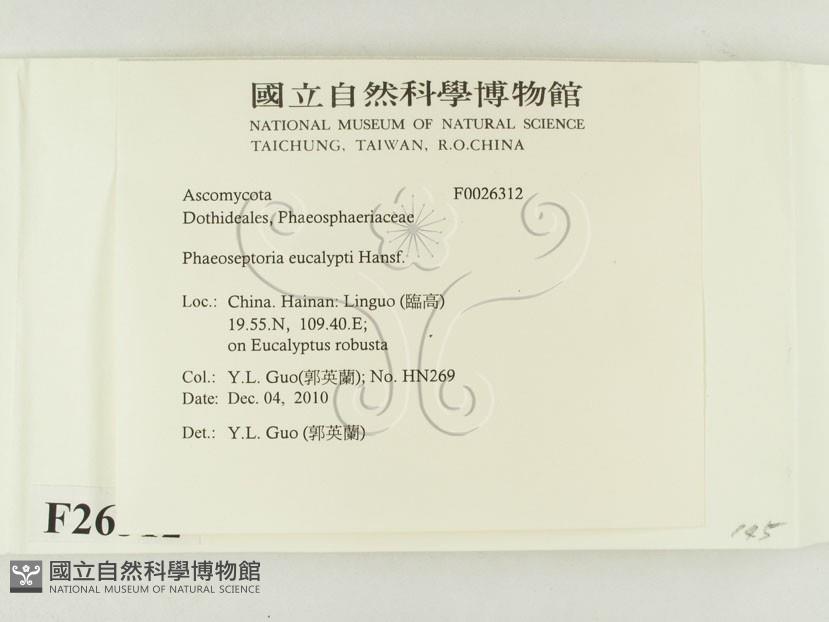 國立自然科學博物館
NATIONAL MUSEUM OF NATURAL SCIENCE
TAICHUNG, TAIWAN, R.O.CHINA
Ascomycota F0026312
Dothideales, Phaeosphaeriaceae
Phaeoseptoria eucalypti Hansf.
Loc.: China. Hainan: Linguo (臨高)
19.55.N, 109.40.E;
on Eucalyptus robusta
Col.: Y.L. Guo(郭英蘭); No. HN269
Date: Dec. 04, 2010
Det.: Y.L. Guo (郭英蘭)
F26312
145
國立自然科學博物館
NATIONAL MUSEUM OF NATURAL SCIENCE